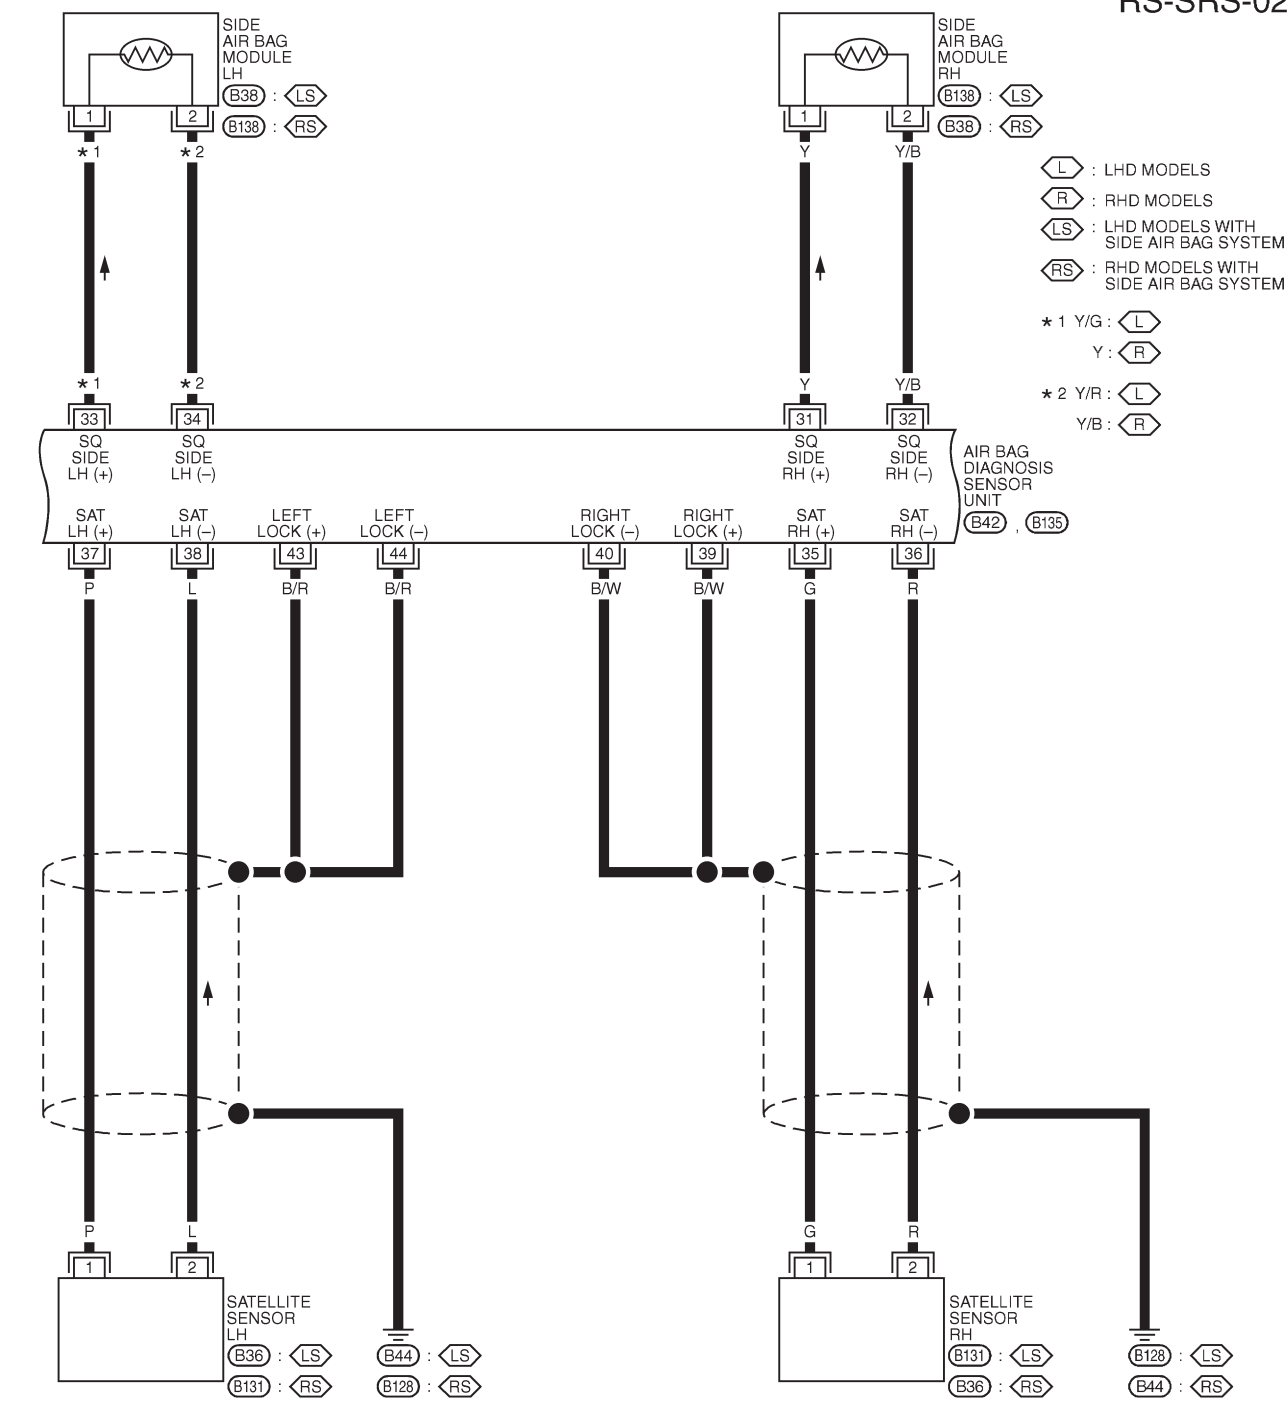 RS-SRS-02
SIDE
AIR BAG
MODULE
LH
B38 : LS
B138 : RS
1 2
* 1 * 2
SIDE
AIR BAG
MODULE
RH
B138 : LS
B38 : RS
1 2
Y Y/B
L : LHD MODELS
R : RHD MODELS
LS : LHD MODELS WITH
SIDE AIR BAG SYSTEM
RS : RHD MODELS WITH
SIDE AIR BAG SYSTEM
* 1 Y/G : L
Y : R
* 2 Y/R : L
Y/B : R
* 1 * 2 Y Y/B
33 34 31 32
SQ
SIDE
LH (+)
SQ
SIDE
LH (–)
SQ
SIDE
RH (+)
SQ
SIDE
RH (–)
AIR BAG
DIAGNOSIS
SENSOR
UNIT
B42 , B135
SAT
LH (+)
SAT
LH (–)
LEFT
LOCK (+)
LEFT
LOCK (–)
RIGHT
LOCK (–)
RIGHT
LOCK (+)
SAT
RH (+)
SAT
RH (–)
37 38 43 44 40 39 35 36
P L B/R B/R B/W B/W G R
P L G R
1 2 1 2
SATELLITE
SENSOR
LH
B36 : LS
B131 : RS
B44 : LS
B128 : RS
SATELLITE
SENSOR
RH
B131 : LS
B36 : RS
B128 : LS
B44 : RS